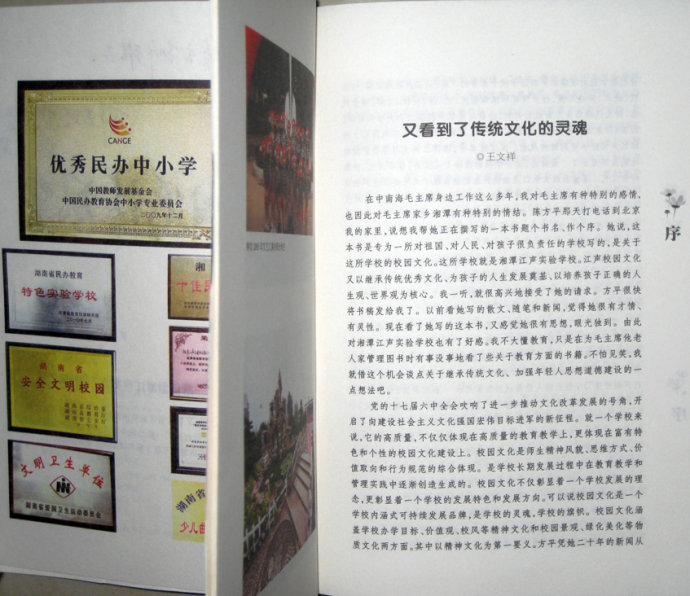 CANGE
优秀民办中小学
中国教师发展基金会
中国民办教育协会中小学专业委员会
二00九年十二月
湖南省民办教育
特色实验学校
湖南省
安全文明校园
文明卫生单位
湖南省爱国卫生运动委员会
湘
十佳民
湖南省
少儿曲
又看到了传统文化的灵魂
◎王文祥
序
在中南海毛主席身边工作这么多年，我对毛主席有种特别的感情，
也因此对毛主席家乡湘潭有种特别的情结。陈方平那天打电话到北京
我的家里，说想我帮她正在撰写的一本书题个书名、作个序。她说，这
本书是专为一所对祖国、对人民、对孩子很负责任的学校写的，是关于
这所学校的校园文化。这所学校就是湘潭江声实验学校。江声校园文化
又以继承传统优秀文化、为孩子的人生发展奠基、以培养孩子正确的人
生观、世界观为核心。我一听，就很高兴地接受了她的请求。方平很快
将书稿发给我了。以前看她写的散文、随笔和新闻，觉得她很有才情、
有灵性。现在看了她写的这本书，又感觉她很有思想，眼光独到。由此
对湘潭江声实验学校也有了好感。我不大懂教育，只是在为毛主席他老
人家管理图书时有事没事地看了些关于教育方面的书籍。不怕见笑，我
就借这个机会谈点关于继承传统文化、加强年轻人思想道德建设的一
点想法吧。
党的十七届六中全会吹响了进一步推动文化改革发展的号角，开
启了向建设社会主义文化强国宏伟目标进军的新征程。就一个学校来
说，它的高质量，不仅仅体现在高质量的教育教学上，更体现在富有特
色和个性的校园文化建设上。校园文化是师生精神风貌、思维方式、价
值取向和行为规范的综合体现。是学校长期发展过程中在教育教学和
管理实践中逐渐创造生成的。校园文化不仅彰显着一个学校发展的理
念，更彰显着一个学校的发展特色和发展方向。可以说校园文化是一个
学校内涵式可持续发展品牌，是学校的灵魂，学校的旗帜。校园文化涵
盖学校办学目标、价值观、校风等精神文化和校园景观、绿化美化等物
质文化两方面。其中以精神文化为第一要义。方平凭她二十年的新闻从